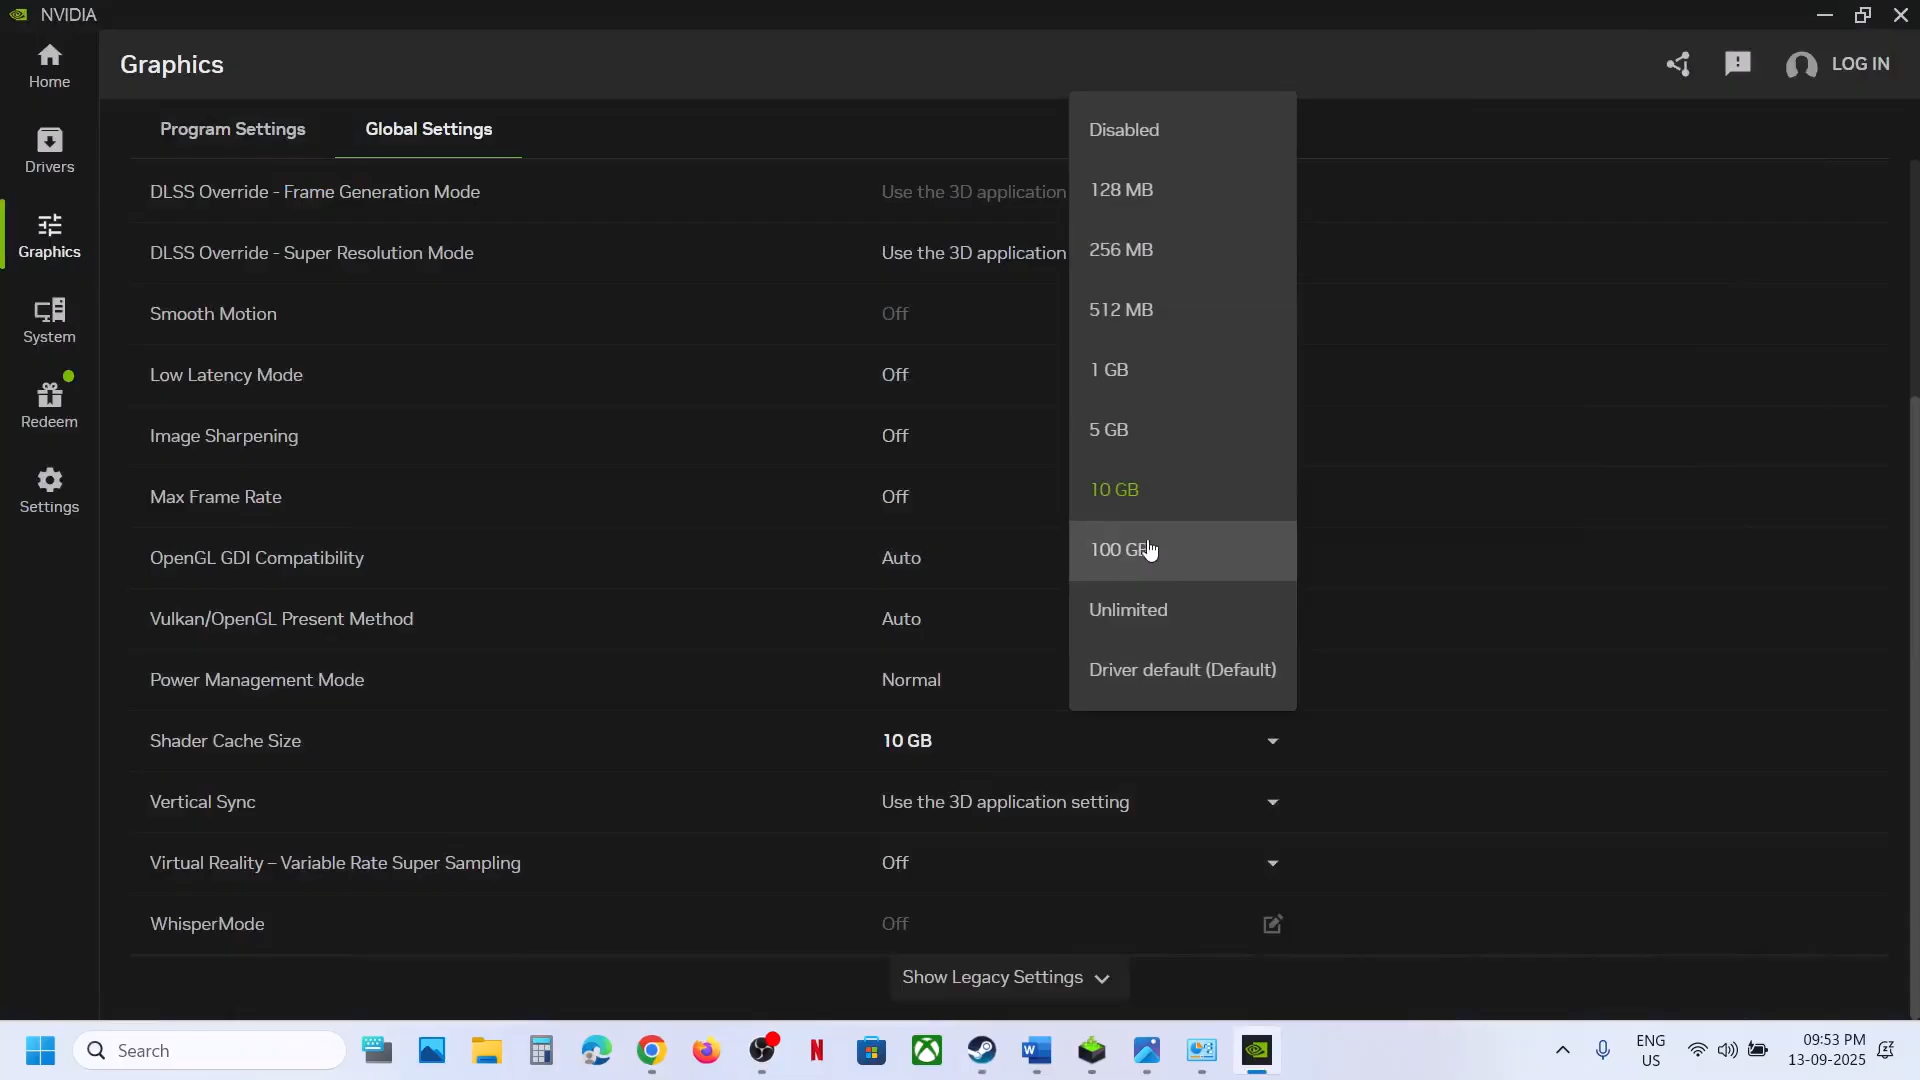 NVIDIA
Home
Drivers
Graphics
System
Redeem
Settings
Graphics
LOG IN
Program Settings
Global Settings
DLSS Override - Frame Generation Mode
Use the 3D application
DLSS Override - Super Resolution Mode
Use the 3D application
Smooth Motion
Off
Low Latency Mode
Off
Image Sharpening
Off
Max Frame Rate
Off
OpenGL GDI Compatibility
Auto
Vulkan/OpenGL Present Method
Auto
Power Management Mode
Normal
Shader Cache Size
10 GB
Vertical Sync
Use the 3D application setting
Virtual Reality – Variable Rate Super Sampling
Off
WhisperMode
Off
Show Legacy Settings
Disabled
128 MB
256 MB
512 MB
1 GB
5 GB
10 GB
100 GB
Unlimited
Driver default (Default)
Search
N
W
ENG
US
09:53 PM
13-09-2025